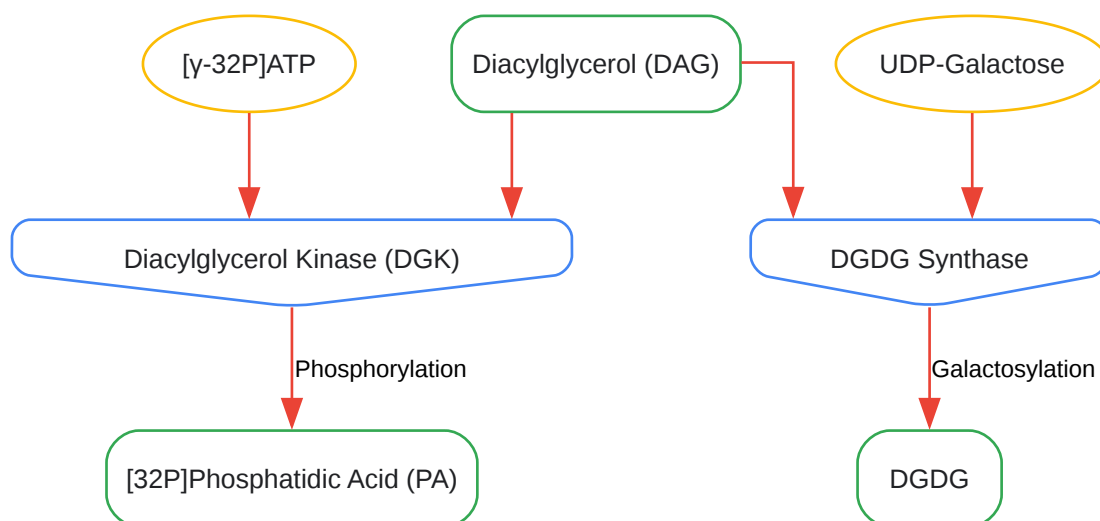 [γ-32P]ATP
Diacylglycerol (DAG)
UDP-Galactose
Diacylglycerol Kinase (DGK)
DGDG Synthase
Phosphorylation
Galactosylation
[32P]Phosphatidic Acid (PA)
DGDG